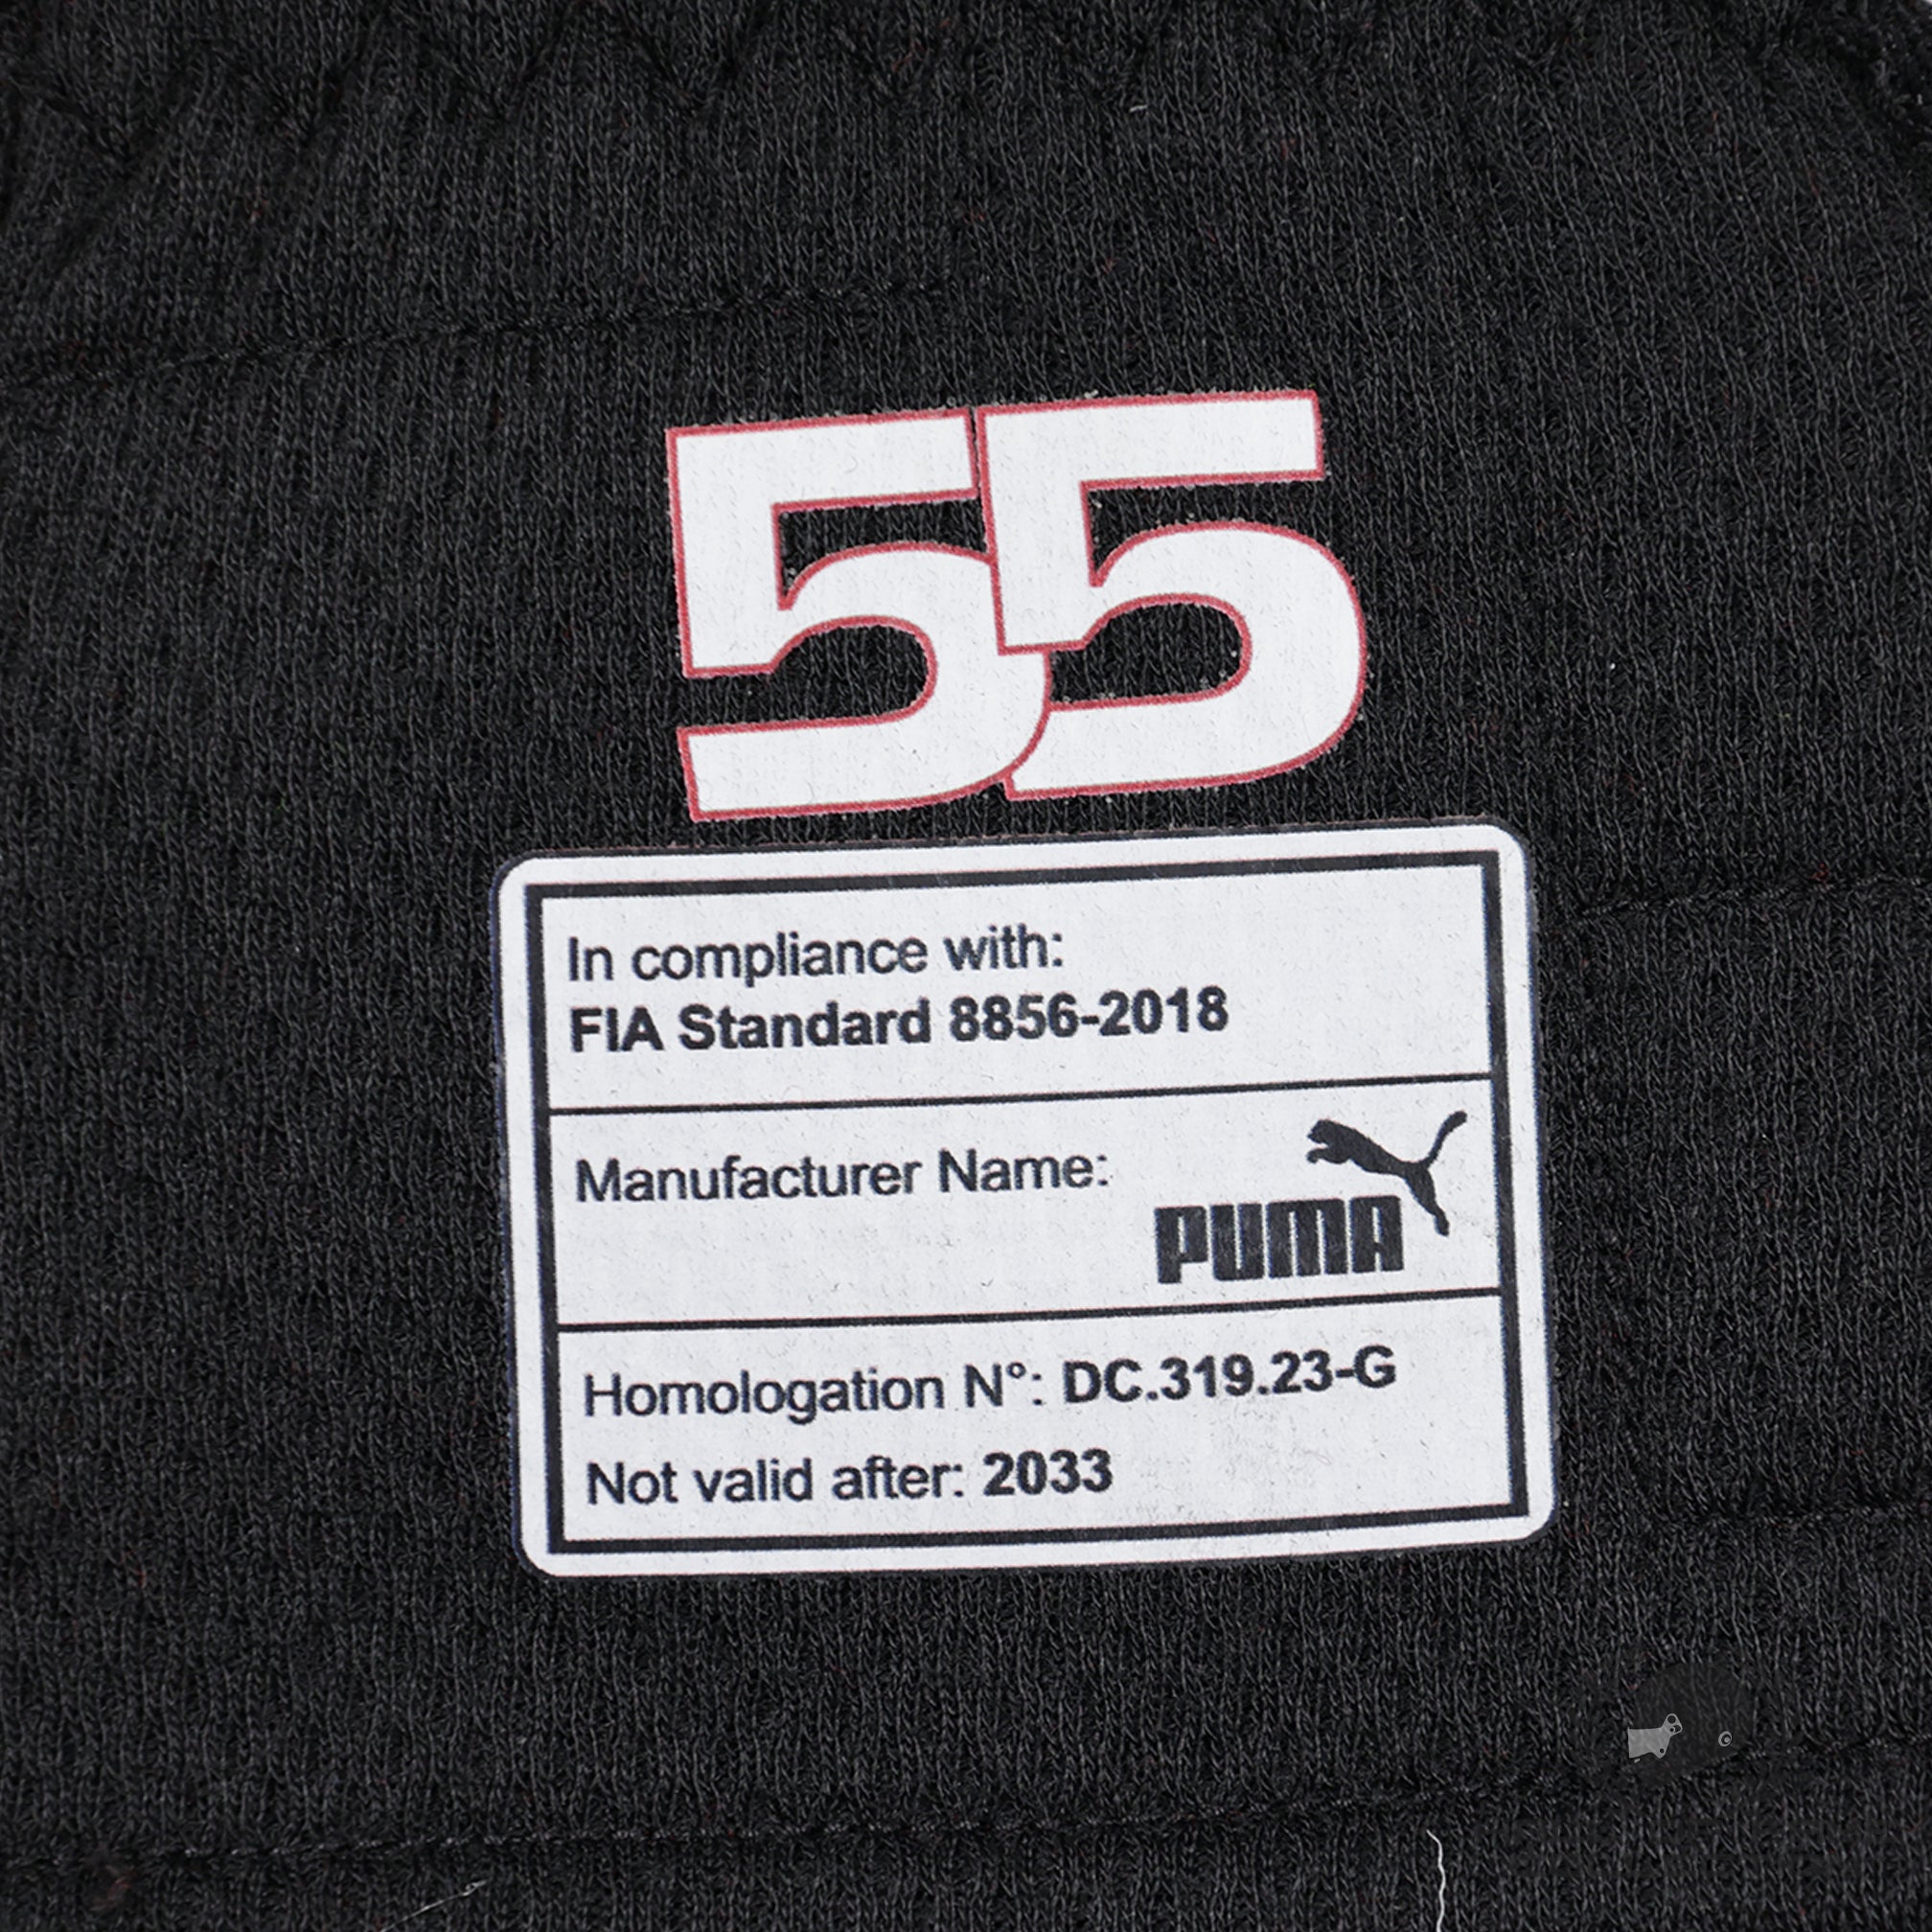 55
In compliance with:
FIA Standard 8856-2018
Manufacturer Name:
PUMA
Homologation N°: DC.319.23-G
Not valid after: 2033